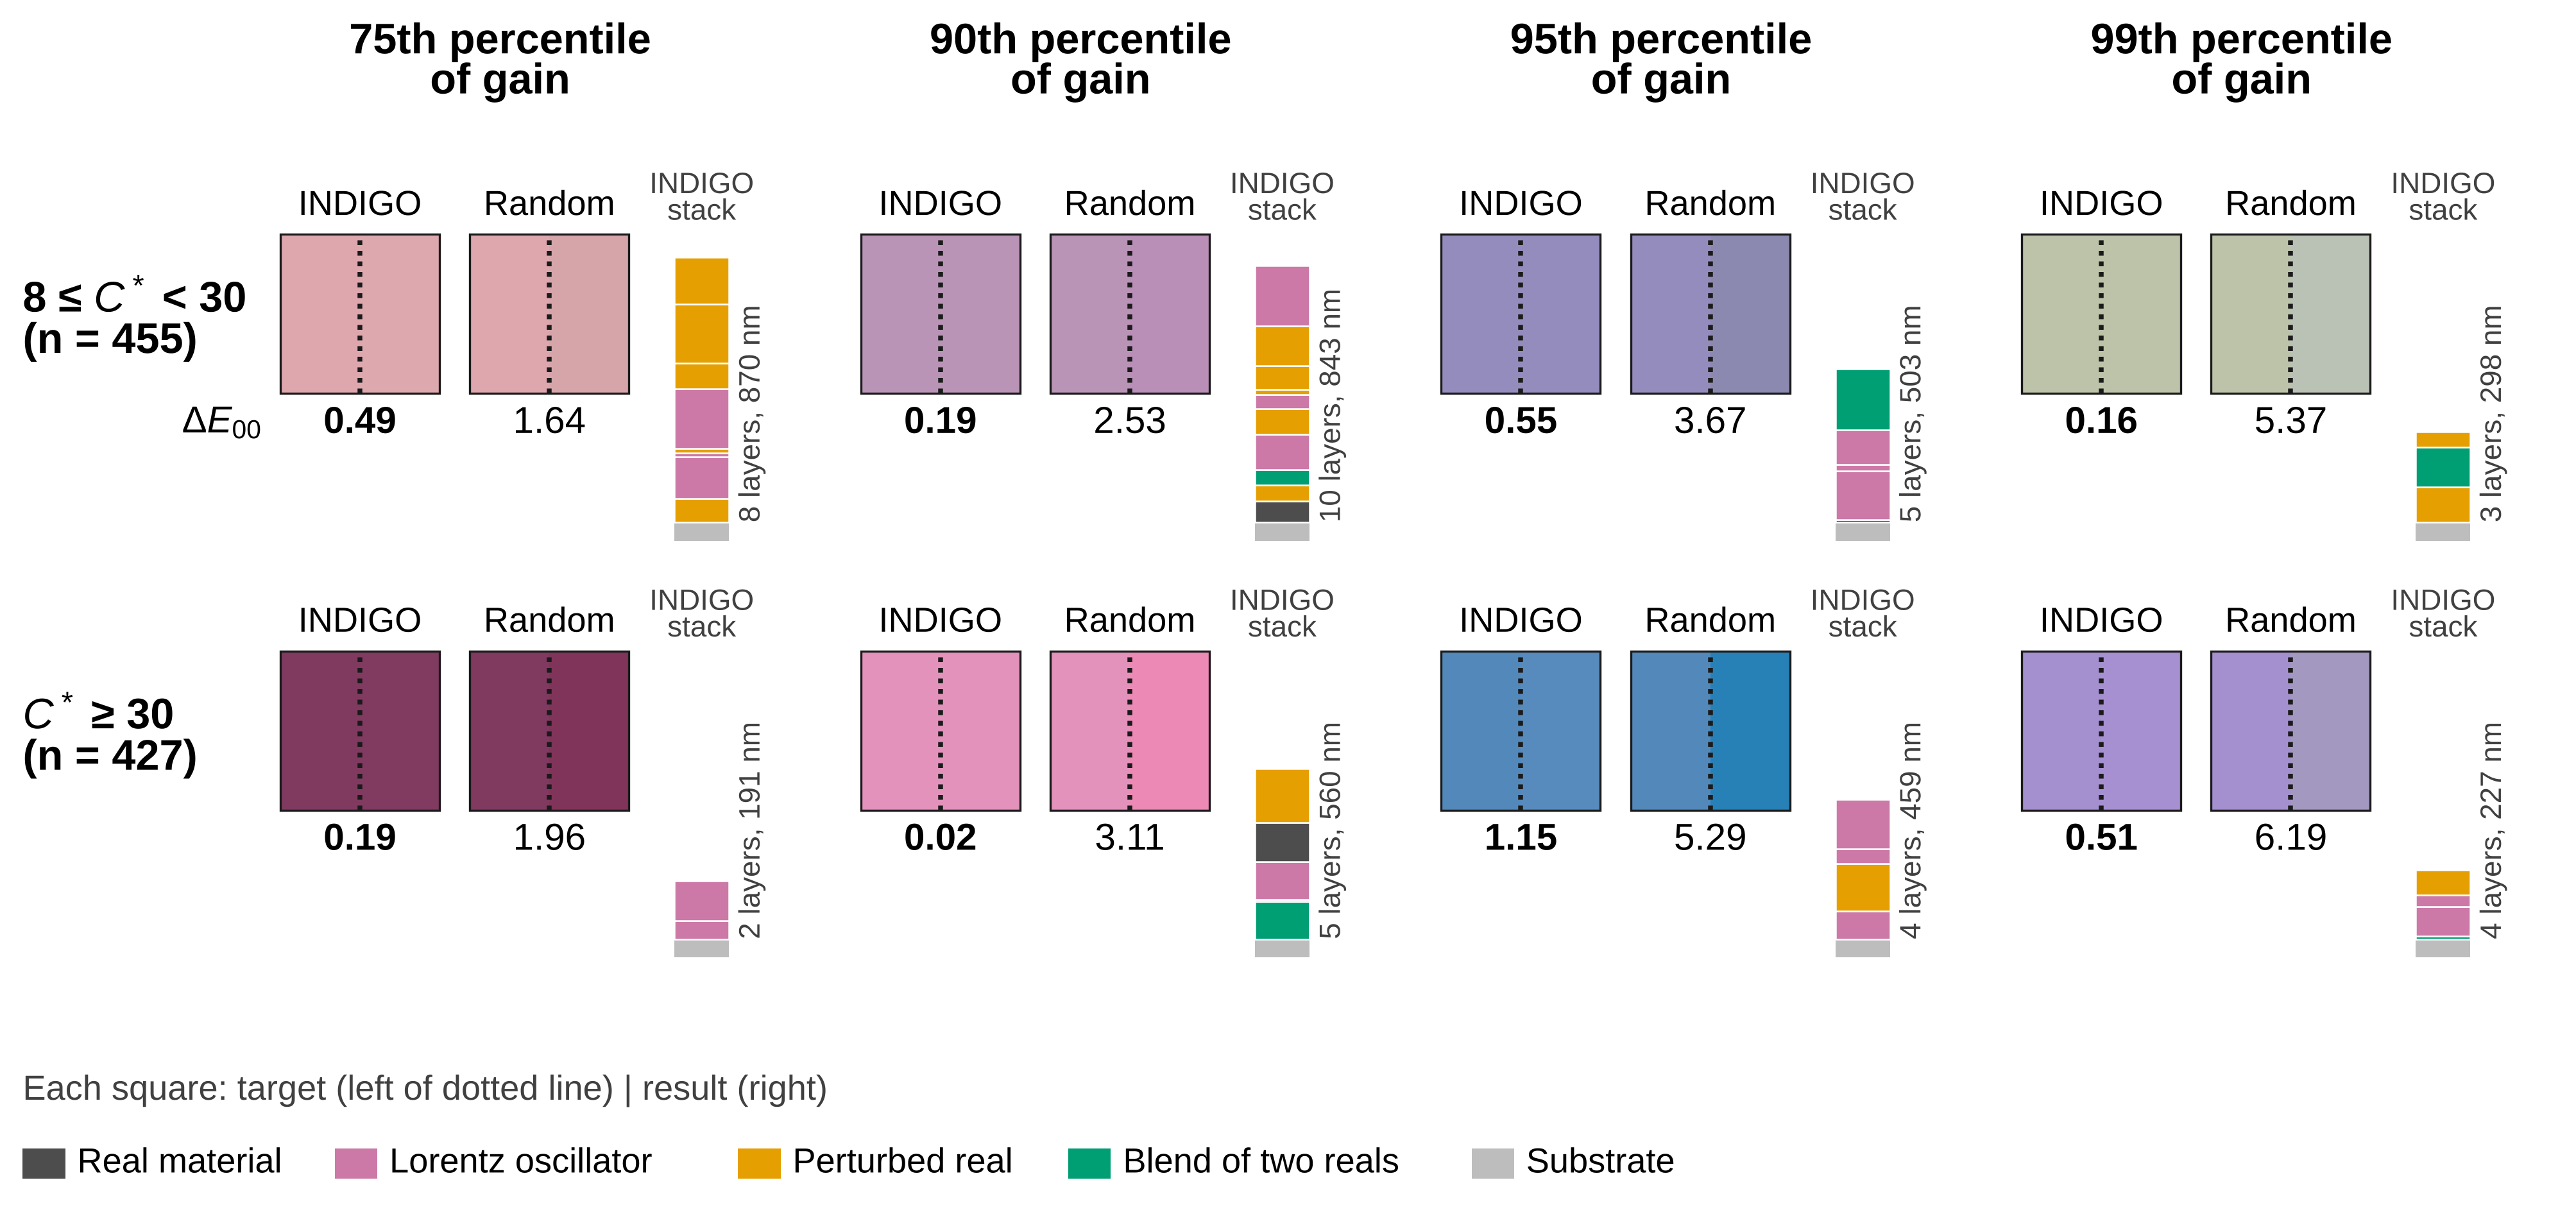 75th percentile
of gain
90th percentile
of gain
95th percentile
of gain
99th percentile
of gain
INDIGO
Random
INDIGO
stack
INDIGO
Random
INDIGO
stack
INDIGO
Random
INDIGO
stack
INDIGO
Random
INDIGO
stack
8 ≤ C* < 30
(n = 455)
ΔE00
0.49
1.64
8 layers, 870 nm
0.19
2.53
10 layers, 843 nm
0.55
3.67
5 layers, 503 nm
0.16
5.37
3 layers, 298 nm
INDIGO
Random
INDIGO
stack
INDIGO
Random
INDIGO
stack
INDIGO
Random
INDIGO
stack
INDIGO
Random
INDIGO
stack
C* ≥ 30
(n = 427)
0.19
1.96
2 layers, 191 nm
0.02
3.11
5 layers, 560 nm
1.15
5.29
4 layers, 459 nm
0.51
6.19
4 layers, 227 nm
Each square: target (left of dotted line) | result (right)
Real material
Lorentz oscillator
Perturbed real
Blend of two reals
Substrate